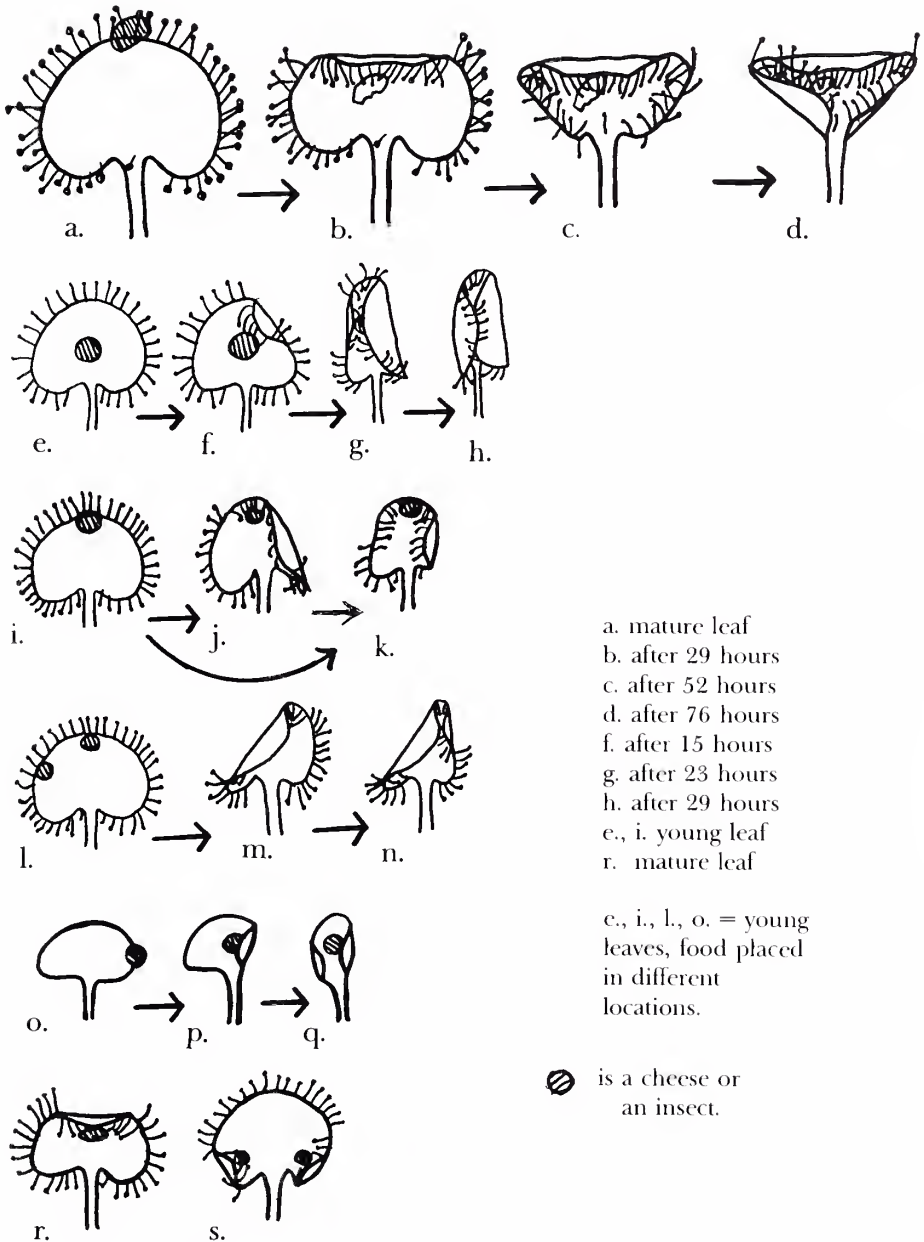 a.
b.
c.
d.
e.
f.
g.
h.
i.
j.
k.
l.
m.
n.
o.
p.
q.
r.
s.
a. mature leaf
b. after 29 hours
c. after 52 hours
d. after 76 hours
f. after 15 hours
g. after 23 hours
h. after 29 hours
e., i. young leaf
r. mature leaf
e., i., l., o. = young
leaves, food placed
in different
locations.
is a cheese or
an insect.